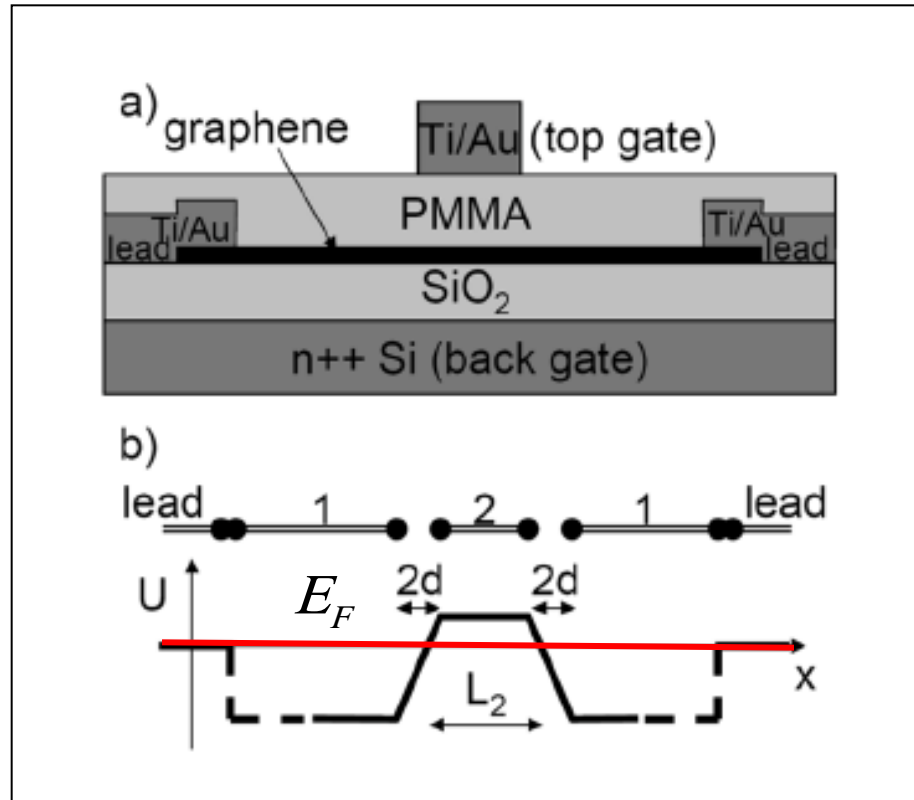 a)
graphene
Ti/Au (top gate)
PMMA
Ti/Au Ti/Au
lead lead
SiO₂
n++ Si (back gate)
b)
lead 1 2 1 lead
2d 2d
U E_F
x
L₂